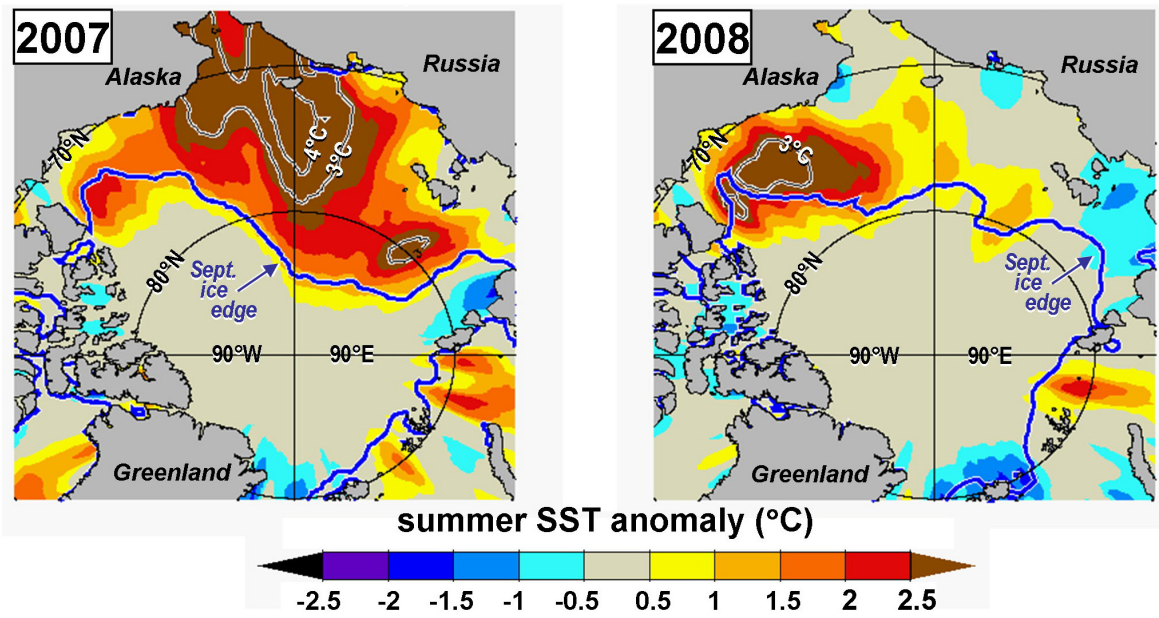 2007
Alaska
Russia
70°N
4°C
3°C
3
80°N
Sept.
ice
edge
90°W
90°E
Greenland
2008
Alaska
Russia
70°N
3°C
80°N
Sept.
ice
edge
90°W
90°E
Greenland
summer SST anomaly (°C)
-2.5 -2 -1.5 -1 -0.5 0.5 1 1.5 2 2.5